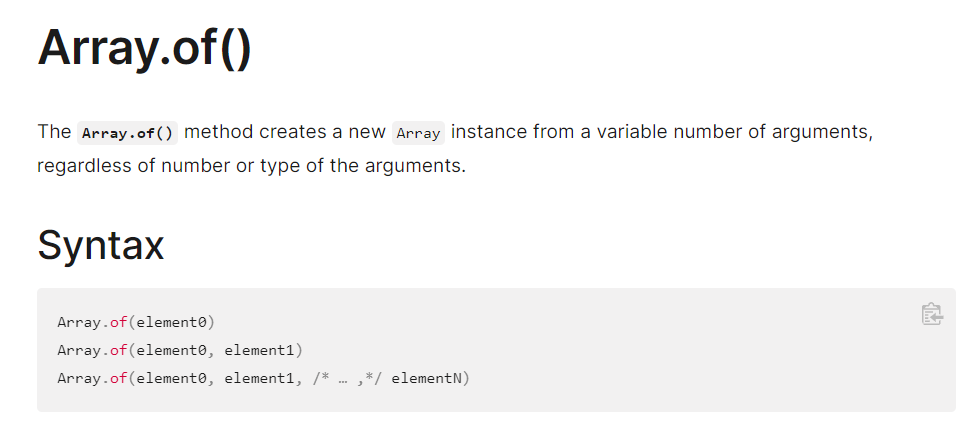 Array.of()
The Array.of() method creates a new Array instance from a variable number of arguments,
regardless of number or type of the arguments.
Syntax
Array.of(element0)
Array.of(element0, element1)
Array.of(element0, element1, /* … ,*/ elementN)